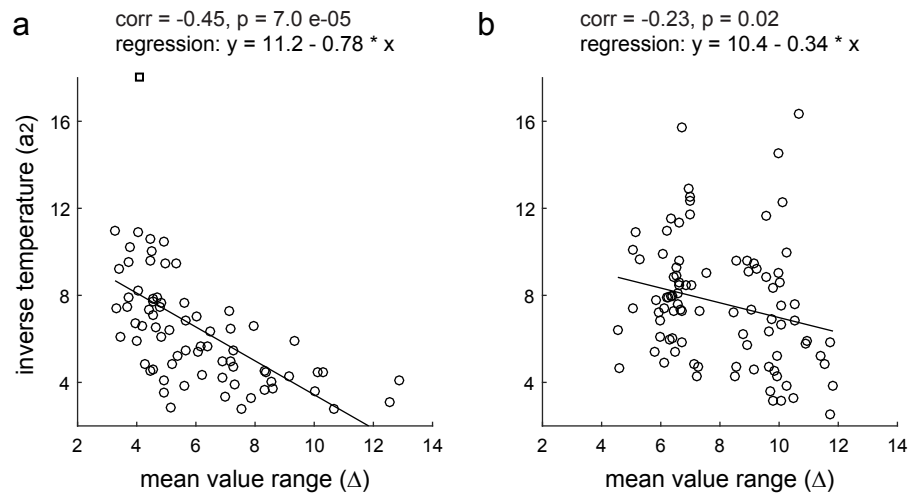 a
corr = -0.45, p = 7.0 e-05
regression: y = 11.2 - 0.78 * x
inverse temperature (a2)
16
12
8
4
2 4 6 8 10 12 14
mean value range (Δ)
b
corr = -0.23, p = 0.02
regression: y = 10.4 - 0.34 * x
16
12
8
4
2 4 6 8 10 12 14
mean value range (Δ)